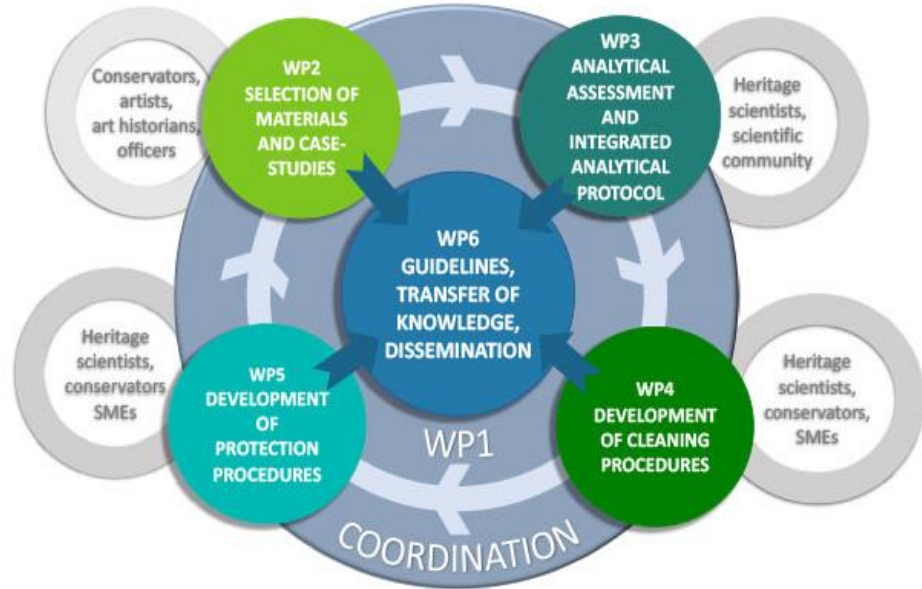 Conservators,
artists,
art historians,
officers
WP2
SELECTION OF
MATERIALS
AND CASE-
STUDIES
WP3
ANALYTICAL
ASSESSMENT
AND
INTEGRATED
ANALYTICAL
PROTOCOL
Heritage
scientists,
scientific
community
WP6
GUIDELINES,
TRANSFER OF
KNOWLEDGE,
DISSEMINATION
Heritage
scientists,
conservators
SMEs
WP5
DEVELOPMENT
OF
PROTECTION
PROCEDURES
WP4
DEVELOPMENT
OF CLEANING
PROCEDURES
Heritage
scientists,
conservators,
SMEs
WP1
COORDINATION